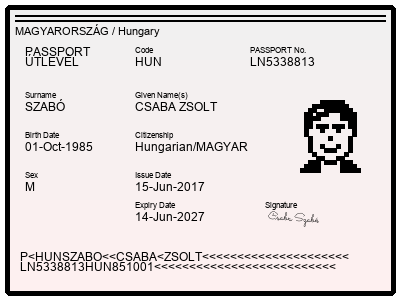 MAGYARORSZÁG / Hungary
PASSPORT Code PASSPORT No.
ÚTLEVÉL HUN LN5338813
Surname Given Name(s)
SZABÓ CSABA ZSOLT
Birth Date Citizenship
01-Oct-1985 Hungarian/MAGYAR
Sex Issue Date
M 15-Jun-2017
Expiry Date Signature
14-Jun-2027 Csaba Szabó
P<HUNSZABO<<CSABA<ZSOLT<<<<<<<<<<<<<<<<<<<<<
LN5338813HUN851001<<<<<<<<<<<<<<<<<<<<<<<<<<